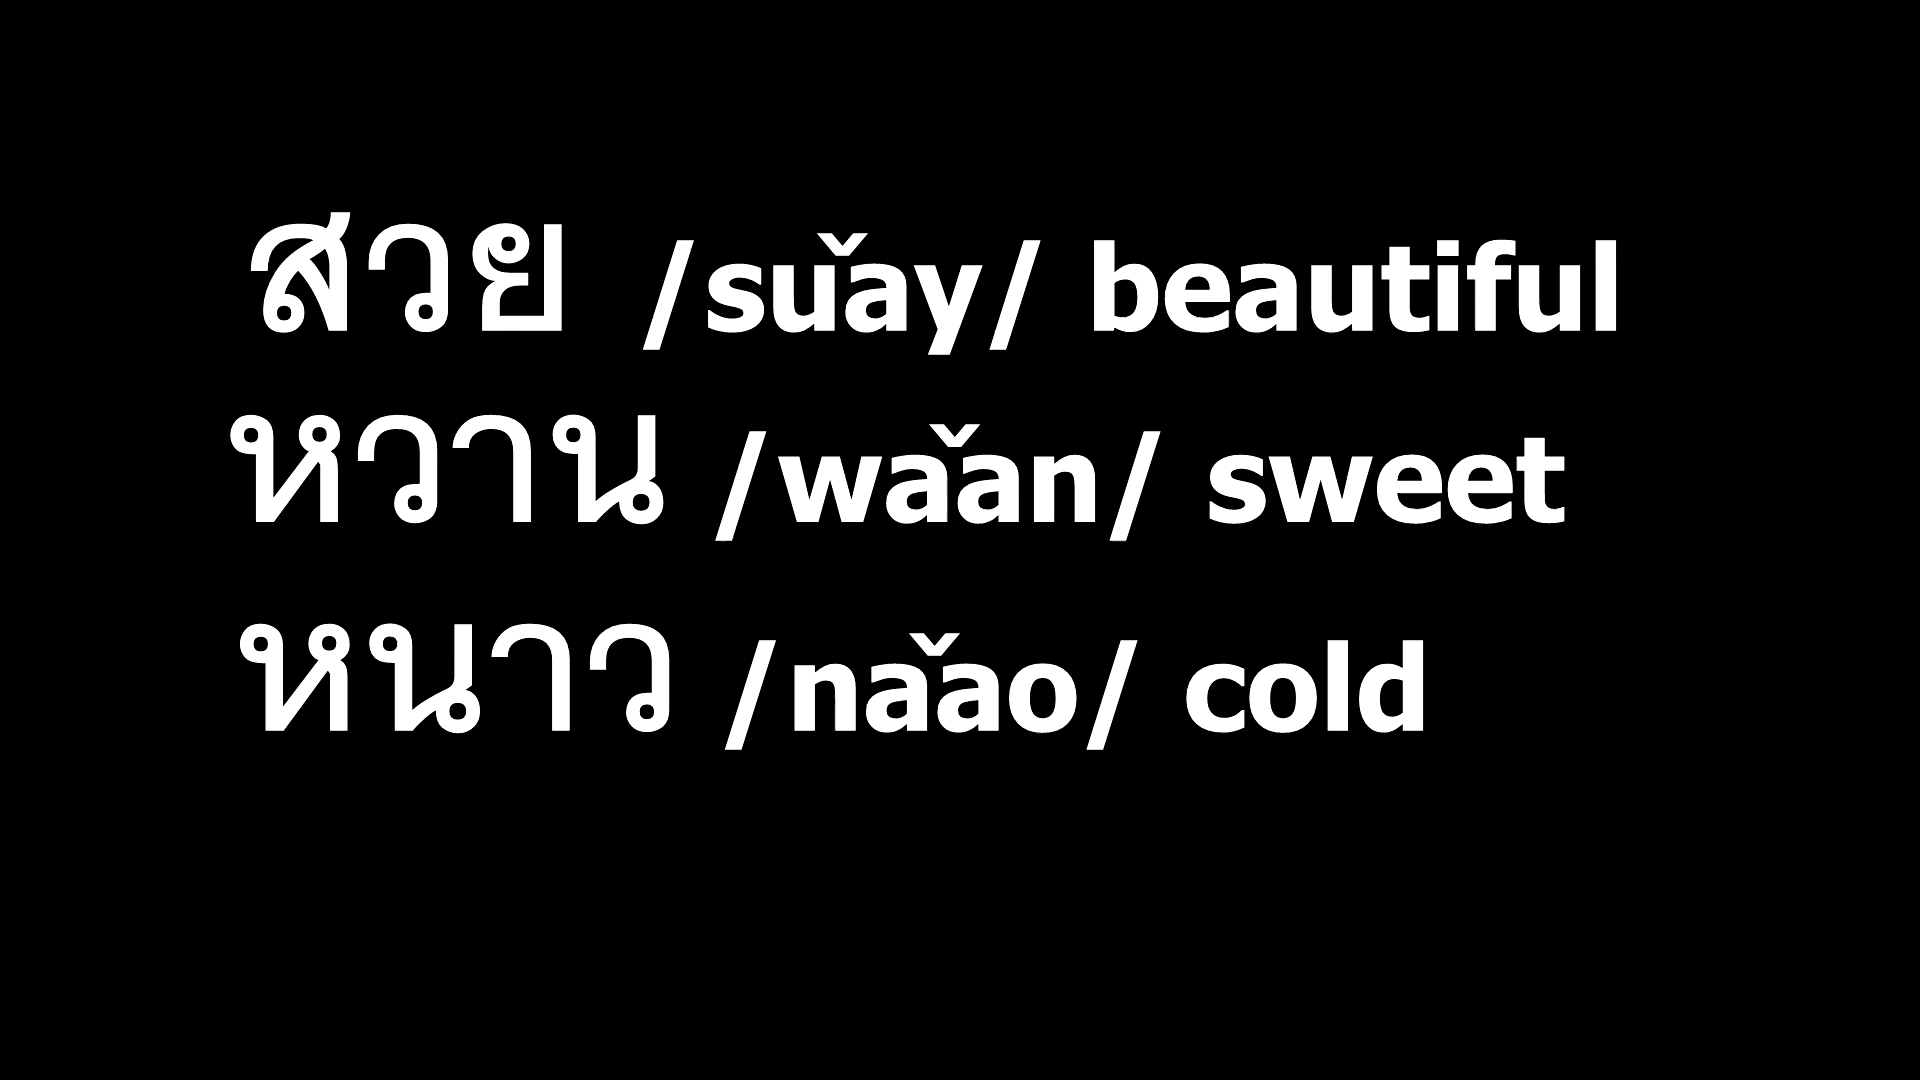 สวย /sǔay/ beautiful
หวาน /wǎan/ sweet
หนาว /nǎao/ cold